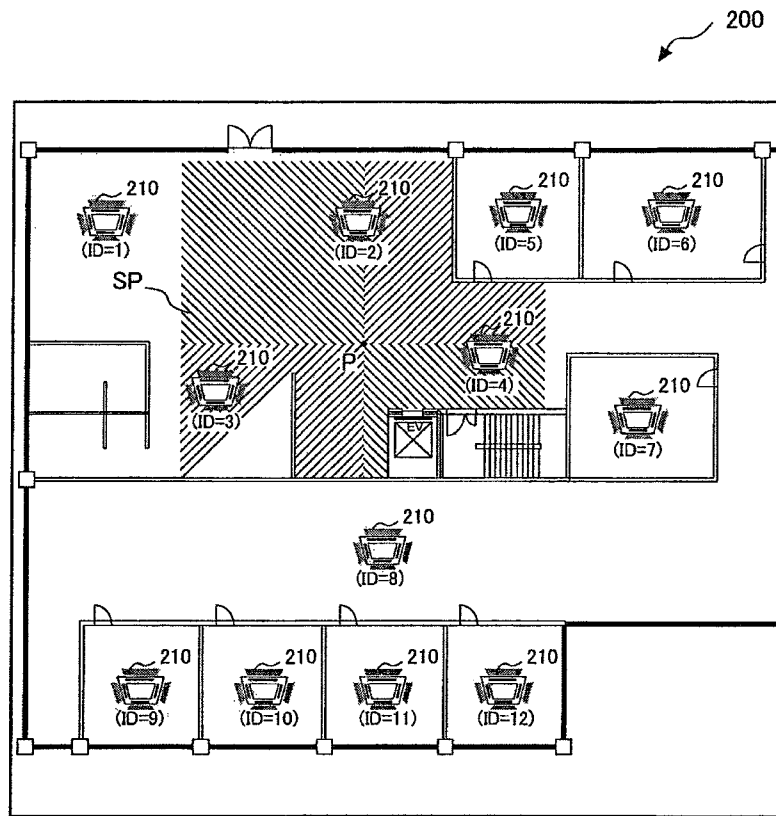 200
210
(ID=1)
210
(ID=2)
210
(ID=5)
210
(ID=6)
SP
210
(ID=3)
P
210
(ID=4)
EV
210
(ID=7)
210
(ID=8)
210
(ID=9)
210
(ID=10)
210
(ID=11)
210
(ID=12)